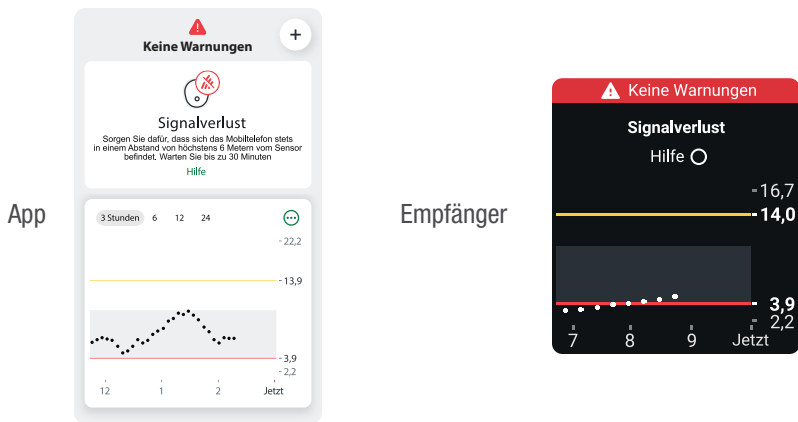 App
Keine Warnungen
+
Signalverlust
Sorgen Sie dafür, dass sich das Mobiltelefon stets
in einem Abstand von höchstens 6 Metern vom Sensor
befindet. Warten Sie bis zu 30 Minuten
Hilfe
3 Stunden 6 12 24
22,2
13,9
3,9
2,2
12 1 2 Jetzt
Empfänger
Keine Warnungen
Signalverlust
Hilfe
16,7
14,0
3,9
2,2
7 8 9 Jetzt